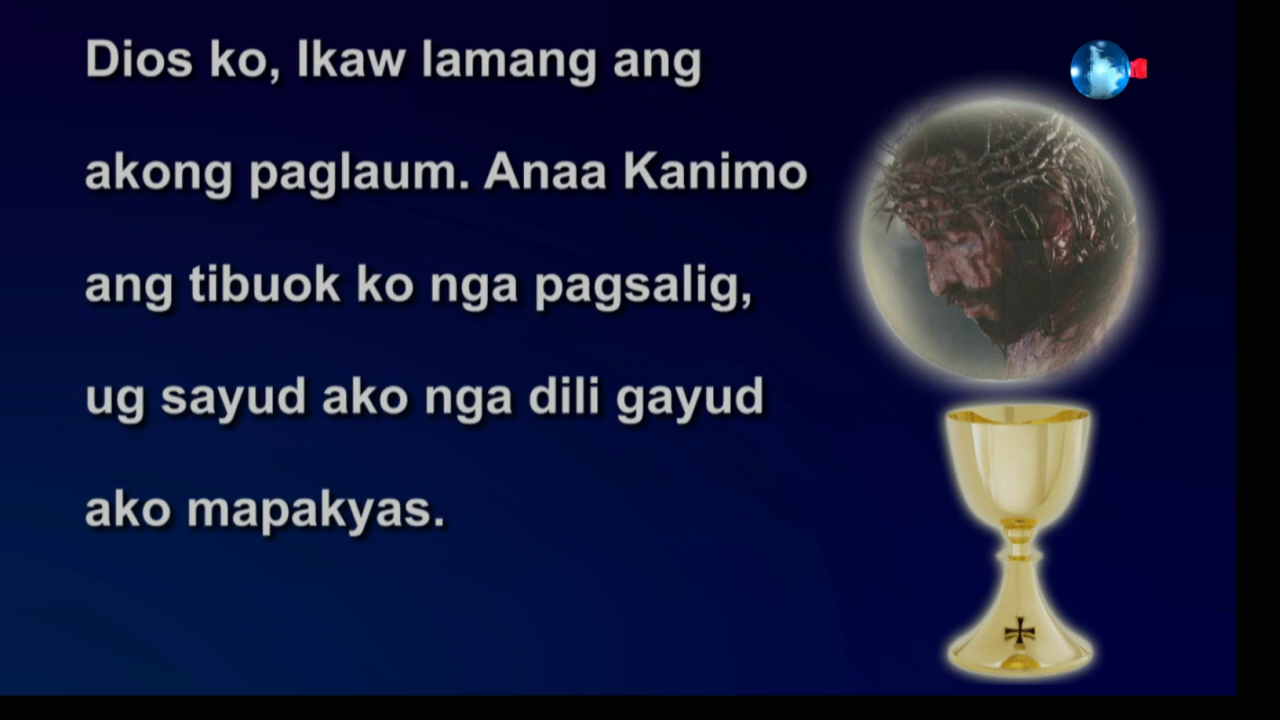 Dios ko, Ikaw lamang ang
akong paglaum. Anaa Kanimo
ang tibuok ko nga pagsalig,
ug sayud ako nga dili gayud
ako mapakyas.